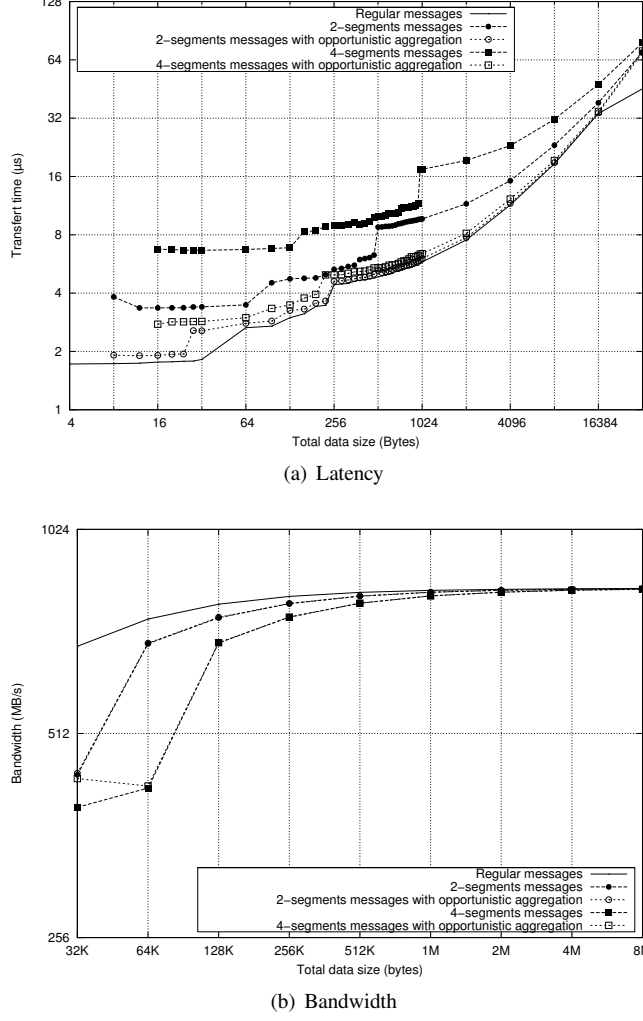 Regular messages
2-segments messages
2-segments messages with opportunistic aggregation
4-segments messages
4-segments messages with opportunistic aggregation
128
64
32
16
8
4
2
1
Transfert time (µs)
4 16 64 256 1024 4096 16384
Total data size (Bytes)
(a) Latency
1024
512
256
Bandwidth (MB/s)
Regular messages
2-segments messages
2-segments messages with opportunistic aggregation
4-segments messages
4-segments messages with opportunistic aggregation
32K 64K 128K 256K 512K 1M 2M 4M 8M
Total data size (bytes)
(b) Bandwidth